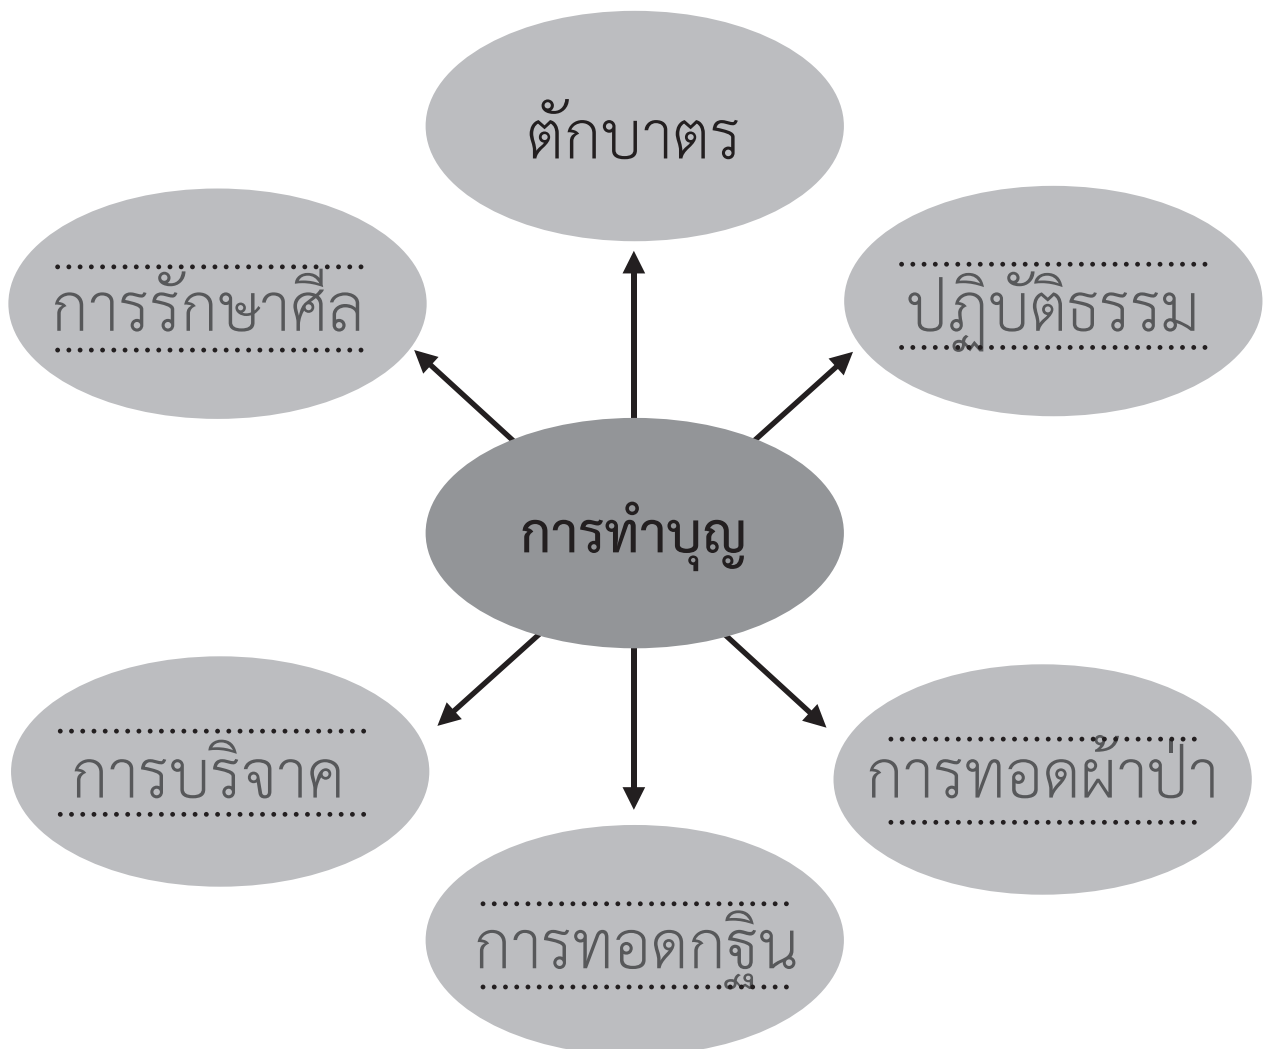 ตักบาตร
การรักษาศีล
ปฏิบัติธรรม
การทำบุญ
การบริจาค
การทอดผ้าป่า
การทอดกฐิน